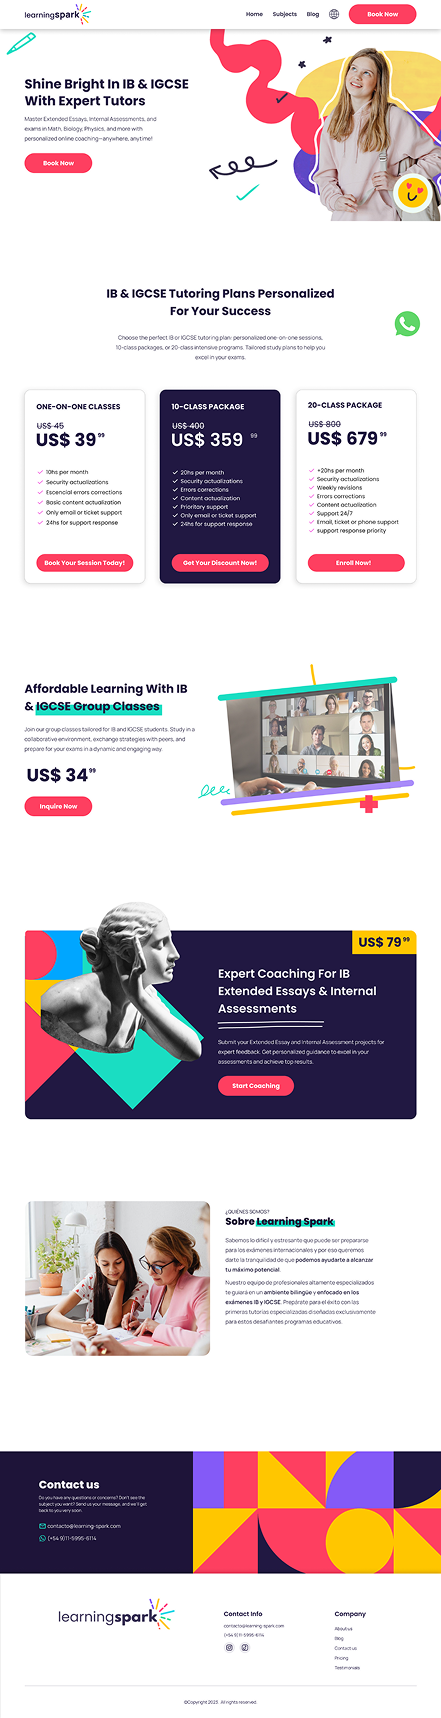 learningspark
Home Subjects Blog Book Now
Shine Bright In IB & IGCSE
With Expert Tutors
Master Extended Essays, Internal Assessments, and
exams in Math, Biology, Physics, and more with
personalized online coaching—anywhere, anytime!
Book Now
IB & IGCSE Tutoring Plans Personalized
For Your Success
Choose the perfect IB or IGCSE tutoring plan: personalized one-on-one sessions,
10-class packages, or 20-class intensive programs. Tailored study plans to help you
excel in your exams.
ONE-ON-ONE CLASSES
US$ 45
US$ 39 99
10hs per month
Security actualizations
Escencial errors corrections
Basic content actualization
Only email or ticket support
24hs for support response
Book Your Session Today!
10-CLASS PACKAGE
US$ 400
US$ 359 99
20hs per month
Security actualizations
Errors corrections
Content actualization
Prioritary support
Only email or ticket support
24hs for support response
Get Your Discount Now!
20-CLASS PACKAGE
US$ 800
US$ 679 99
+20hs per month
Security actualizations
Weekly revisions
Errors corrections
Content actualization
Support 24/7
Email, ticket or phone support
support response priority
Enroll Now!
Affordable Learning With IB
& IGCSE Group Classes
Join our group classes tailored for IB and IGCSE students. Study in a
collaborative environment, exchange strategies with peers, and
prepare for your exams in a dynamic and engaging way.
US$ 34 99
Inquire Now
US$ 79 99
Expert Coaching For IB
Extended Essays & Internal
Assessments
Submit your Extended Essay and Internal Assessment projects for
expert feedback. Get personalized guidance to excel in your
assessments and achieve top results.
Start Coaching
¿QUIÉNES SOMOS?
Sobre Learning Spark
Sabemos lo difícil y estresante que puede ser prepararse
para los exámenes internacionales y por eso queremos
darte la tranquilidad de que podemos ayudarte a alcanzar
tu máximo potencial.
Nuestro equipo de profesionales altamente especializados
te guiará en un ambiente bilingüe y enfocado en los
exámenes IB y IGCSE. Prepárate para el éxito con las
primeras tutorías especializadas diseñadas exclusivamente
para estos desafiantes programas educativos.
Contact us
Do you have any questions or concerns? Don't see the
subject you want? Send us your message, and we'll get
back to you very soon.
contacto@learning-spark.com
(+54 9)11-5995-6114
learningspark
Contact Info
contacto@learning-spark.com
(+54 9)11-5995-6114
Company
About us
Blog
Contact us
Pricing
Testimonials
©Copyright 2023. All rights reserved.